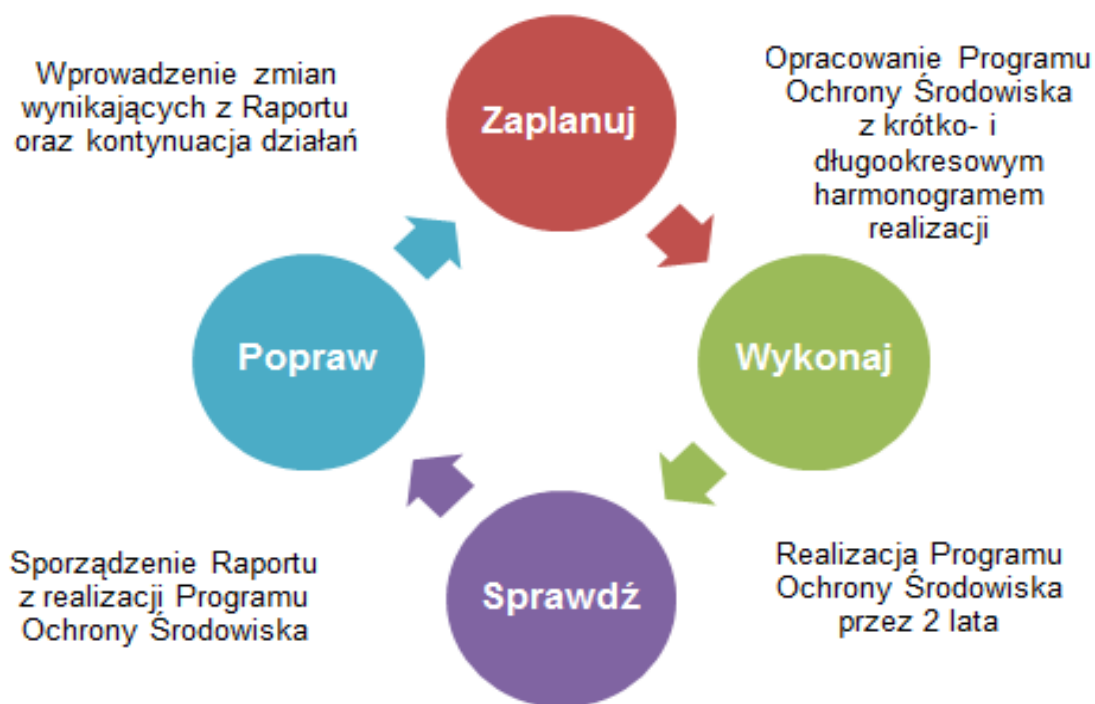 Wprowadzenie zmian
wynikających z Raportu
oraz kontynuacja działań
Zaplanuj
Opracowanie Programu
Ochrony Środowiska
z krótko- i
długookresowym
harmonogramem
realizacji
Popraw
Wykonaj
Sporządzenie Raportu
z realizacji Programu
Ochrony Środowiska
Sprawdź
Realizacja Programu
Ochrony Środowiska
przez 2 lata